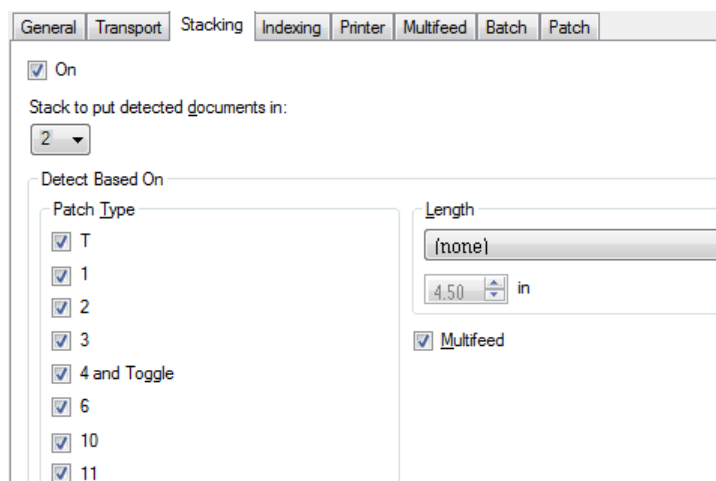 General Transport Stacking Indexing Printer Multifeed Batch Patch
On
Stack to put detected documents in:
2
Detect Based On
Patch Type
T
1
2
3
4 and Toggle
6
10
11
Length
(none)
4.50 in
Multifeed